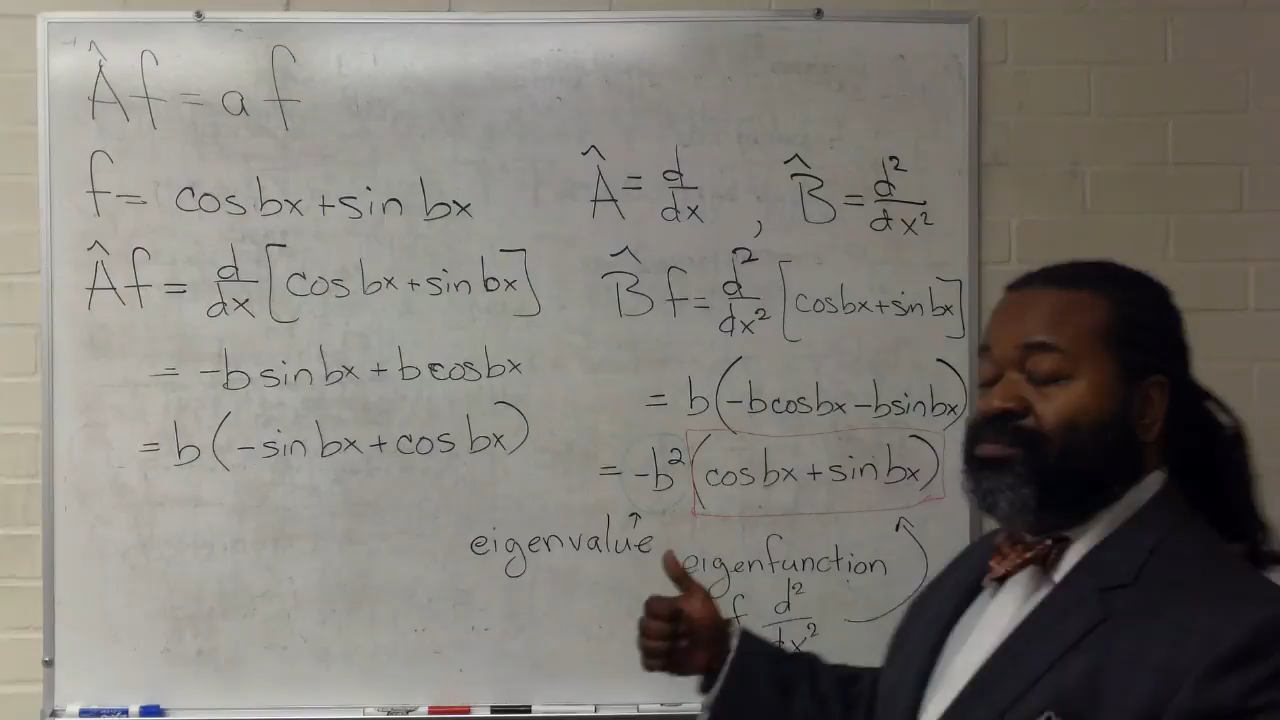 Âf = af
f = cos bx + sin bx
Â = d/dx , B̂ = d²/dx²
Âf = d/dx [cos bx + sin bx]
= -b sin bx + b cos bx
= b(-sin bx + cos bx)
B̂f = d²/dx² [cos bx + sin bx]
= b(-b cos bx - b sin bx)
= -b² (cos bx + sin bx)
eigenvalue ↑
eigenfunction
f d²/dx²